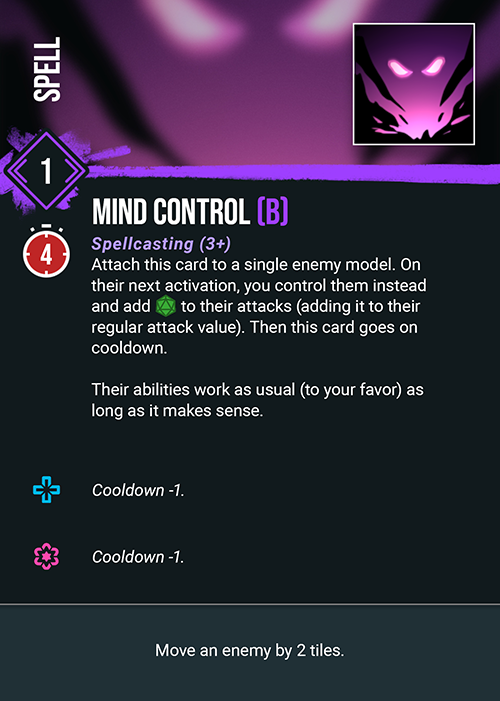 SPELL
1
MIND CONTROL (B)
4
Spellcasting (3+)
Attach this card to a single enemy model. On
their next activation, you control them instead
and add to their attacks (adding it to their
regular attack value). Then this card goes on
cooldown.
Their abilities work as usual (to your favor) as
long as it makes sense.
Cooldown -1.
Cooldown -1.
Move an enemy by 2 tiles.